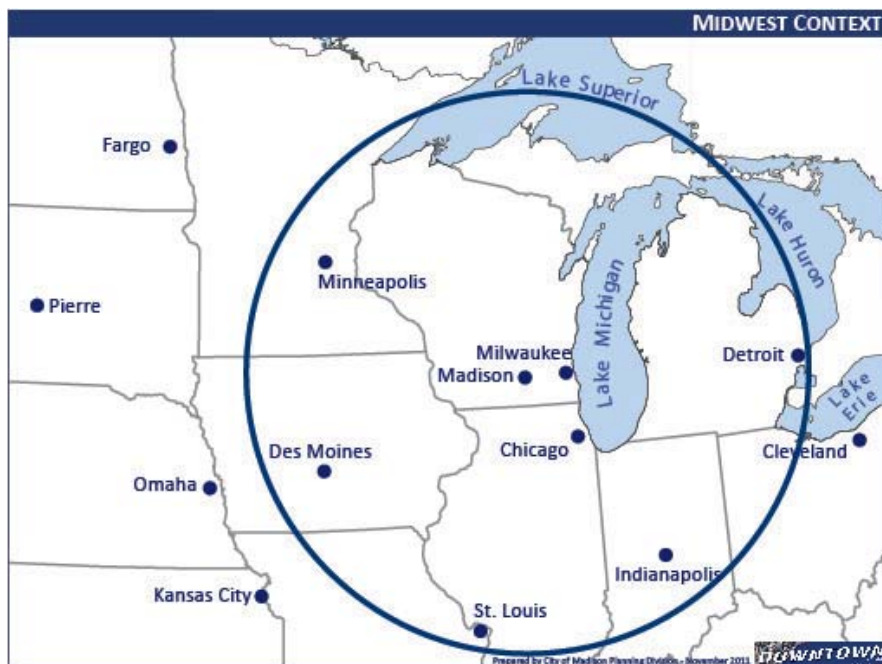 MIDWEST CONTEXT
Lake Superior
Fargo
Lake Huron
Minneapolis
Lake Michigan
Pierre
Milwaukee
Detroit
Madison
Lake
Erie
Des Moines
Chicago
Cleveland
Omaha
Indianapolis
Kansas City
St. Louis
Prepared by City of Madison Planning Division - November 2011
DOWNTOWN